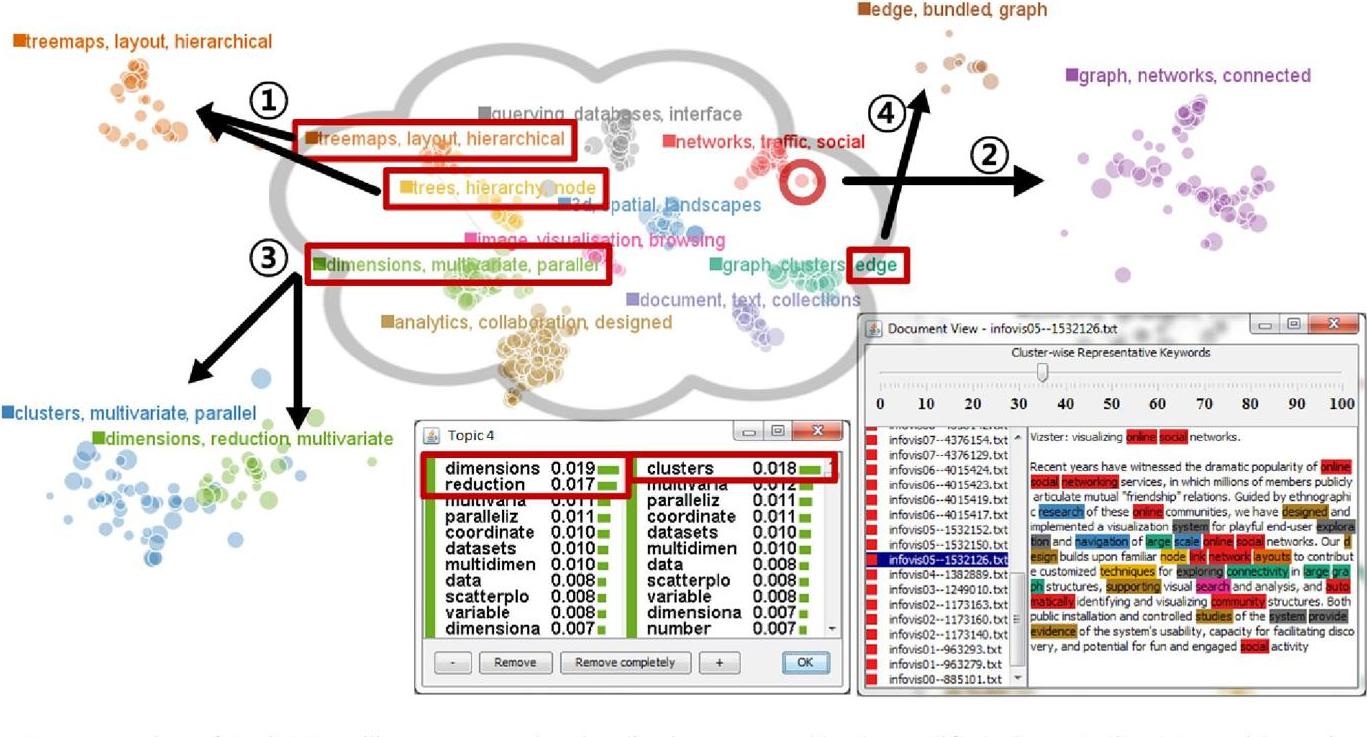 edge, bundled, graph
treemaps, layout, hierarchical
graph, networks, connected
①
querying, databases, interface
④
treemaps, layout, hierarchical
networks, traffic, social
②
trees, hierarchy, node
3d, spatial, landscapes
image, visualisation, browsing
③
dimensions, multivariate, paraller
graph, clusters, edge
document, text, collections
analytics, collaboration, designed
clusters, multivariate, parallel
dimensions, reduction, multivariate
Topic 4
dimensions 0.019 clusters 0.018
reduction 0.017 multivaria 0.012
multivaria 0.011 paralleliz 0.011
paralleliz 0.011 coordinate 0.011
coordinate 0.010 datasets 0.010
datasets 0.010 multidimen 0.010
multidimen 0.010 data 0.008
data 0.008 scatterplo 0.008
scatterplo 0.008 variable 0.008
variable 0.008 dimensiona 0.007
dimensiona 0.007 number 0.007
- Remove Remove completely + OK
Document View - infovis05--1532126.txt
Cluster-wise Representative Keywords
0 10 20 30 40 50 60 70 80 90 100
infovis07--4376154.txt
infovis07--4376129.txt
infovis06--4015424.txt
infovis06--4015423.txt
infovis06--4015419.txt
infovis06--4015417.txt
infovis05--1532152.txt
infovis05--1532150.txt
infovis05--1532126.txt
infovis04--1382889.txt
infovis03--1249010.txt
infovis02--1173163.txt
infovis02--1173160.txt
infovis02--1173140.txt
infovis01--963293.txt
infovis01--963279.txt
infovis00--885101.txt
Vizster: visualizing online social networks.
Recent years have witnessed the dramatic popularity of online
social networking services, in which millions of members publicly
articulate mutual "friendship" relations. Guided by ethnographi
c research of these online communities, we have designed and
implemented a visualization system for playful end-user explora
tion and navigation of large scale online social networks. Our d
esign builds upon familiar node link network layouts to contribut
e customized techniques for exploring connectivity in large gra
ph structures, supporting visual search and analysis, and auto
matically identifying and visualizing community structures. Both
public installation and controlled studies of the system provide
evidence of the system's usability, capacity for facilitating disco
very, and potential for fun and engaged social activity